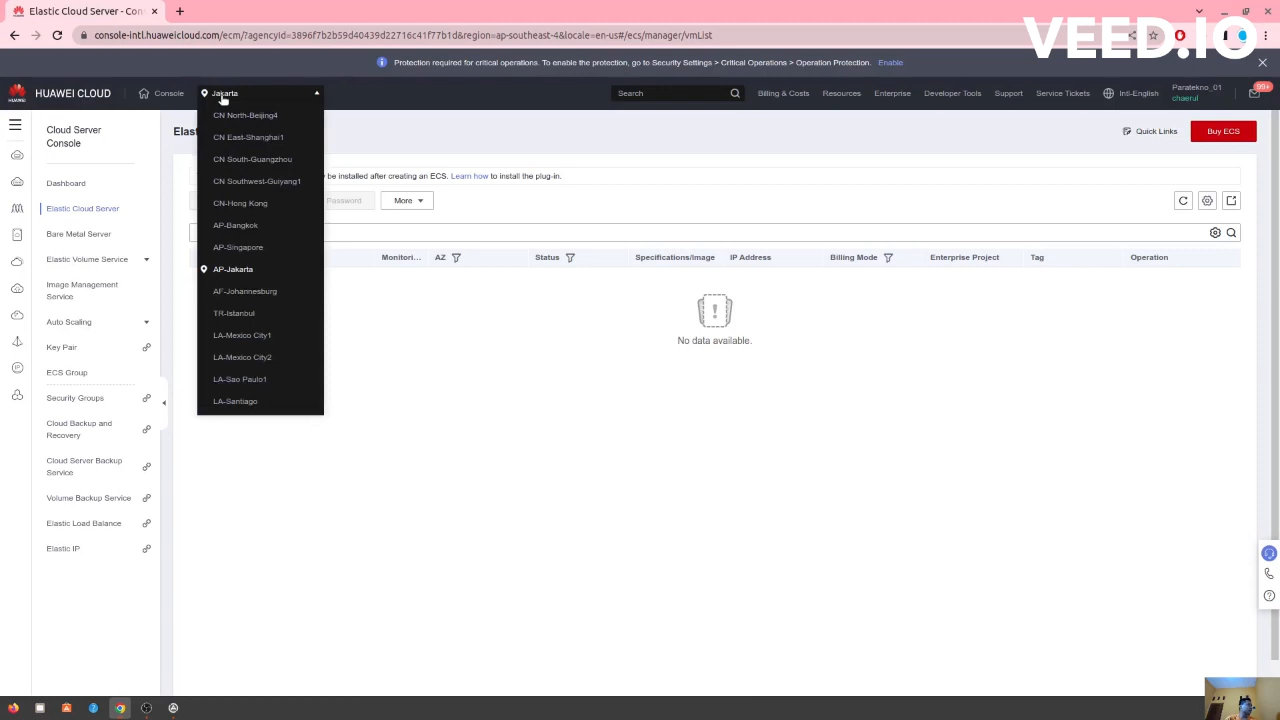 Elastic Cloud Server - Con
VEED.IO
console-intl.huaweicloud.com/ecm/?agencyId=3896f7b2b59d40439d22716d141f77b1&region=ap-southeast-4&locale=en-us#/ecs/manager/vmList
Protection required for critical operations. To enable the protection, go to Security Settings > Critical Operations > Operation Protection. Enable
HUAWEI CLOUD
Console
Jakarta
Search
Billing & Costs
Resources
Enterprise
Developer Tools
Support
Service Tickets
Intl-English
Paratekno_01
chaerul
99+
CN North-Beijing4
CN East-Shanghai1
CN South-Guangzhou
CN Southwest-Guiyang1
CN-Hong Kong
AP-Bangkok
AP-Singapore
AP-Jakarta
AF-Johannesburg
TR-Istanbul
LA-Mexico City1
LA-Mexico City2
LA-Sao Paulo1
LA-Santiago
Cloud Server
Console
Dashboard
Elastic Cloud Server
Bare Metal Server
Elastic Volume Service
Image Management
Service
Auto Scaling
Key Pair
ECS Group
Security Groups
Cloud Backup and
Recovery
Cloud Server Backup
Service
Volume Backup Service
Elastic Load Balance
Elastic IP
Elas
Quick Links
Buy ECS
be installed after creating an ECS. Learn how to install the plug-in.
Password
More
Monitori...
AZ
Status
Specifications/Image
IP Address
Billing Mode
Enterprise Project
Tag
Operation
No data available.